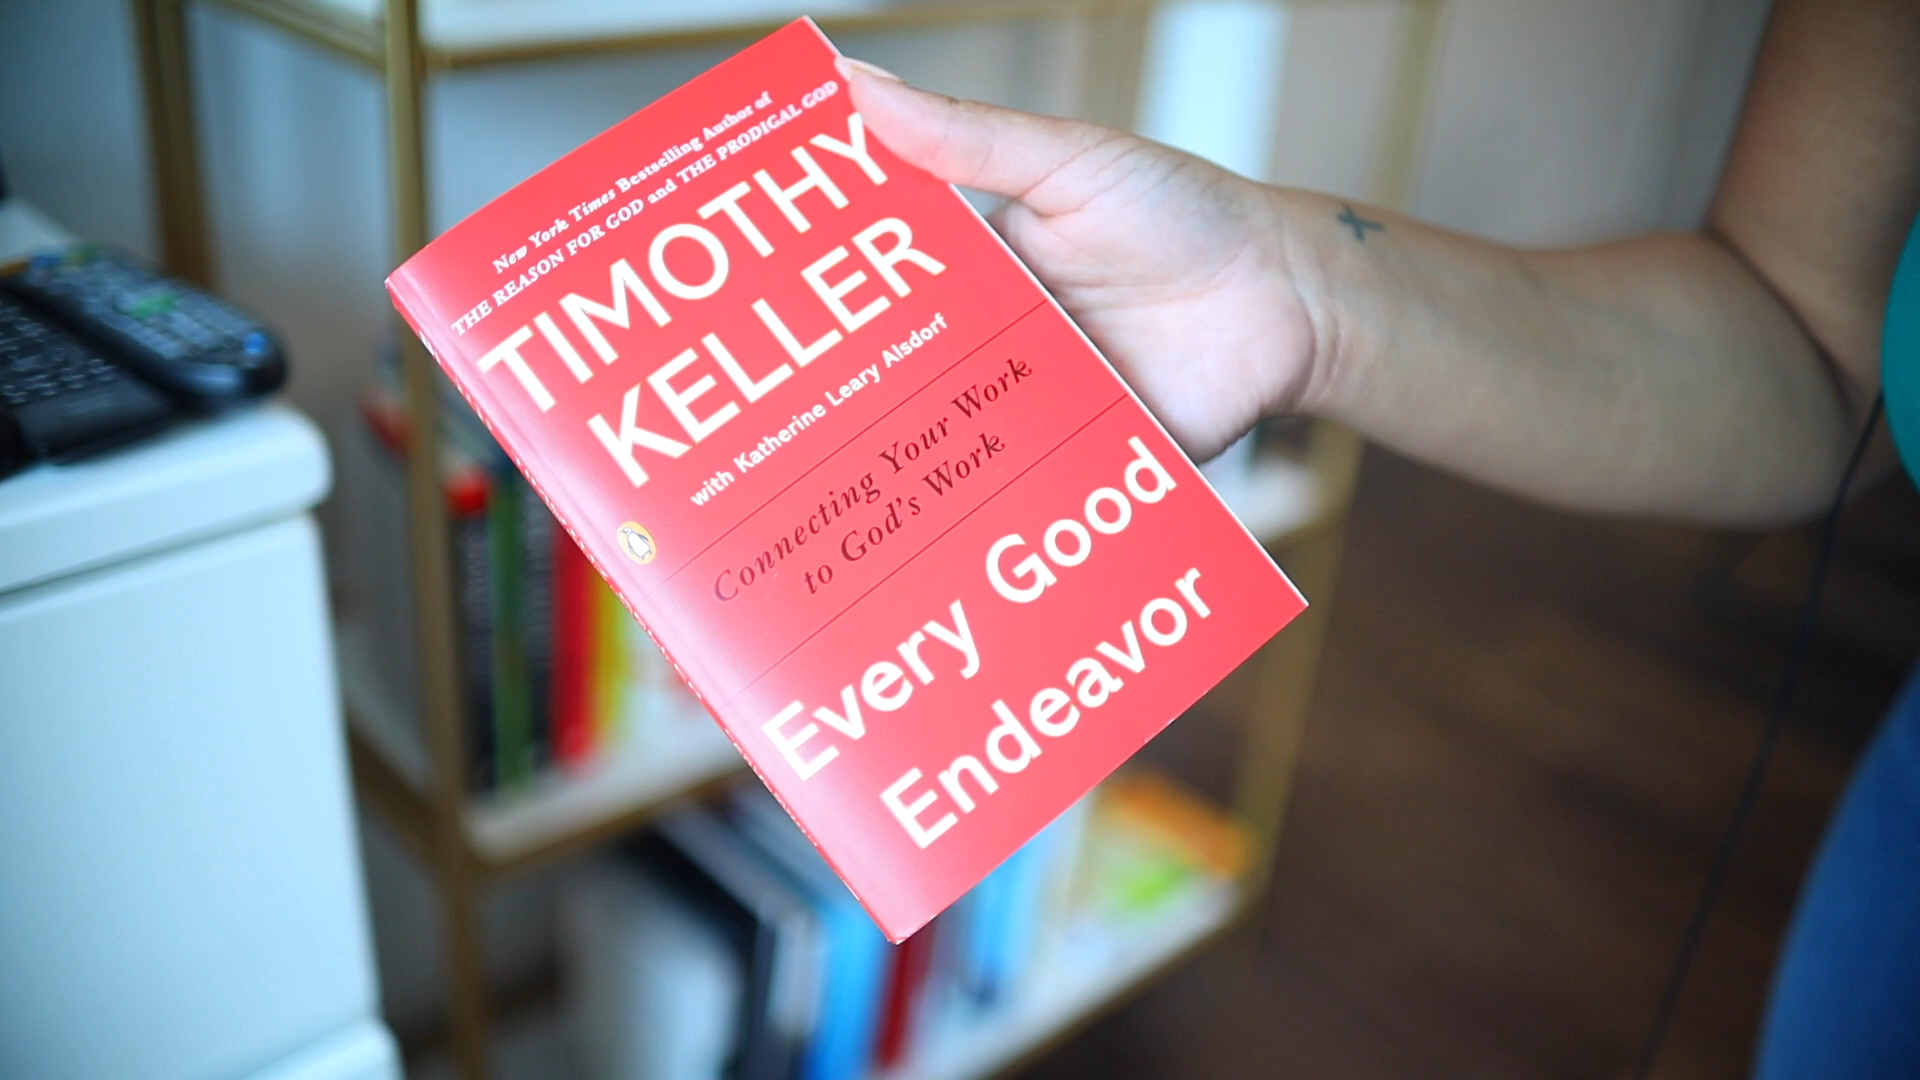 New York Times Bestselling Author of
THE REASON FOR GOD and THE PRODIGAL GOD
TIMOTHY
KELLER
with Katherine Leary Alsdorf
Connecting Your Work
to God's Work
Every Good
Endeavor